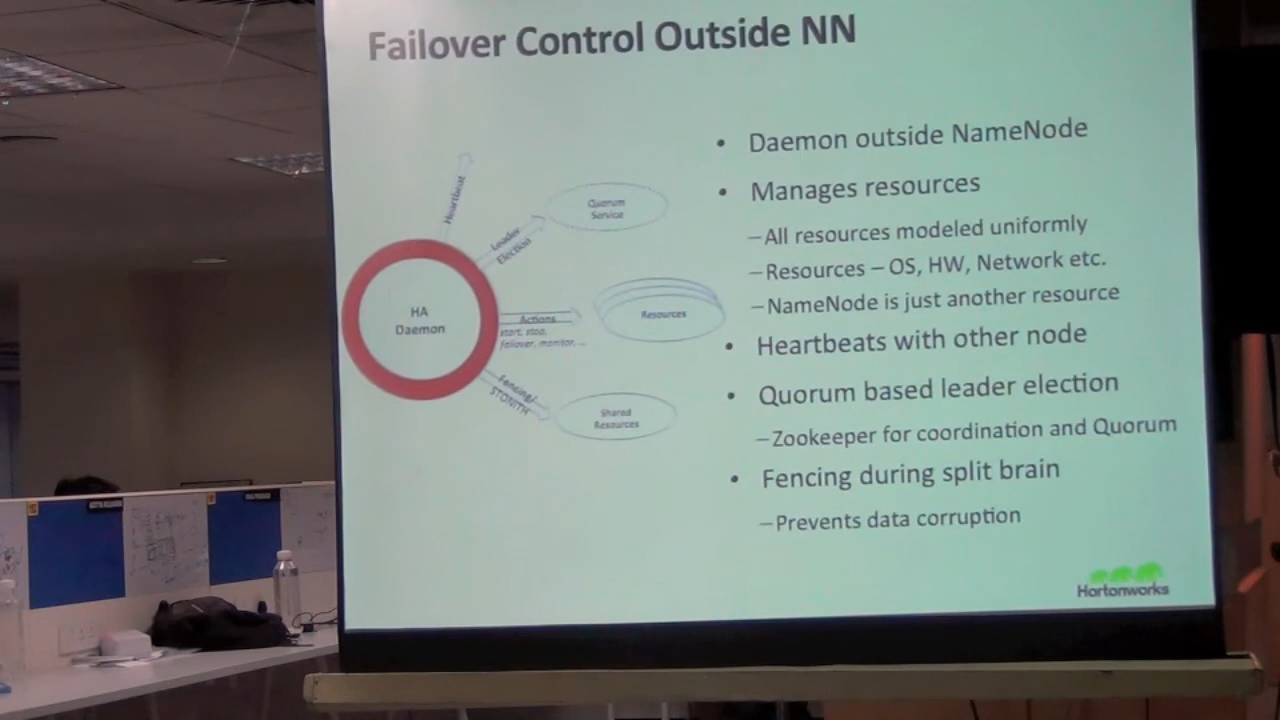 Failover Control Outside NN
Heartbeat
Leader
Election
Quorum
Service
HA
Daemon
Actions
start, stop,
failover, monitor, ...
Resources
Fencing/
STONITH
Shared
Resources
• Daemon outside NameNode
• Manages resources
–All resources modeled uniformly
–Resources – OS, HW, Network etc.
–NameNode is just another resource
• Heartbeats with other node
• Quorum based leader election
–Zookeeper for coordination and Quorum
• Fencing during split brain
–Prevents data corruption
Hortonworks